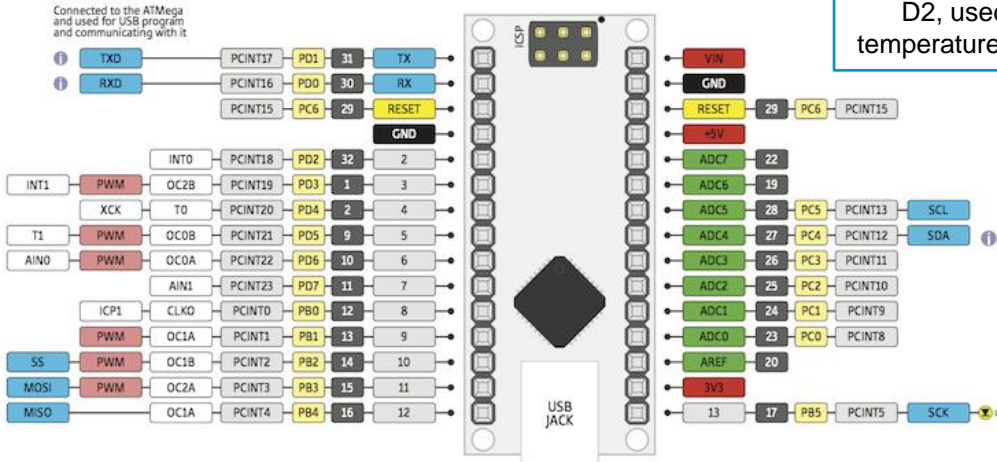 Connected to the ATMega
and used for USB program
and communicating with it
D2, used
temperature
ICSP
TXD PCINT17 PD1 31 TX
RXD PCINT16 PD0 30 RX
PCINT15 PC6 29 RESET
GND
INT0 PCINT18 PD2 32 2
INT1 PWM OC2B PCINT19 PD3 1 3
XCK T0 PCINT20 PD4 2 4
T1 PWM OC0B PCINT21 PD5 9 5
AIN0 PWM OC0A PCINT22 PD6 10 6
AIN1 PCINT23 PD7 11 7
ICP1 CLKO PCINT0 PB0 12 8
PWM OC1A PCINT1 PB1 13 9
SS PWM OC1B PCINT2 PB2 14 10
MOSI PWM OC2A PCINT3 PB3 15 11
MISO OC1A PCINT4 PB4 16 12
VIN
GND
RESET 29 PC6 PCINT15
+5V
ADC7 22
ADC6 19
ADC5 28 PC5 PCINT13 SCL
ADC4 27 PC4 PCINT12 SDA
ADC3 26 PC3 PCINT11
ADC2 25 PC2 PCINT10
ADC1 24 PC1 PCINT9
ADC0 23 PC0 PCINT8
AREF 20
3V3
13 17 PB5 PCINT5 SCK
USB
JACK